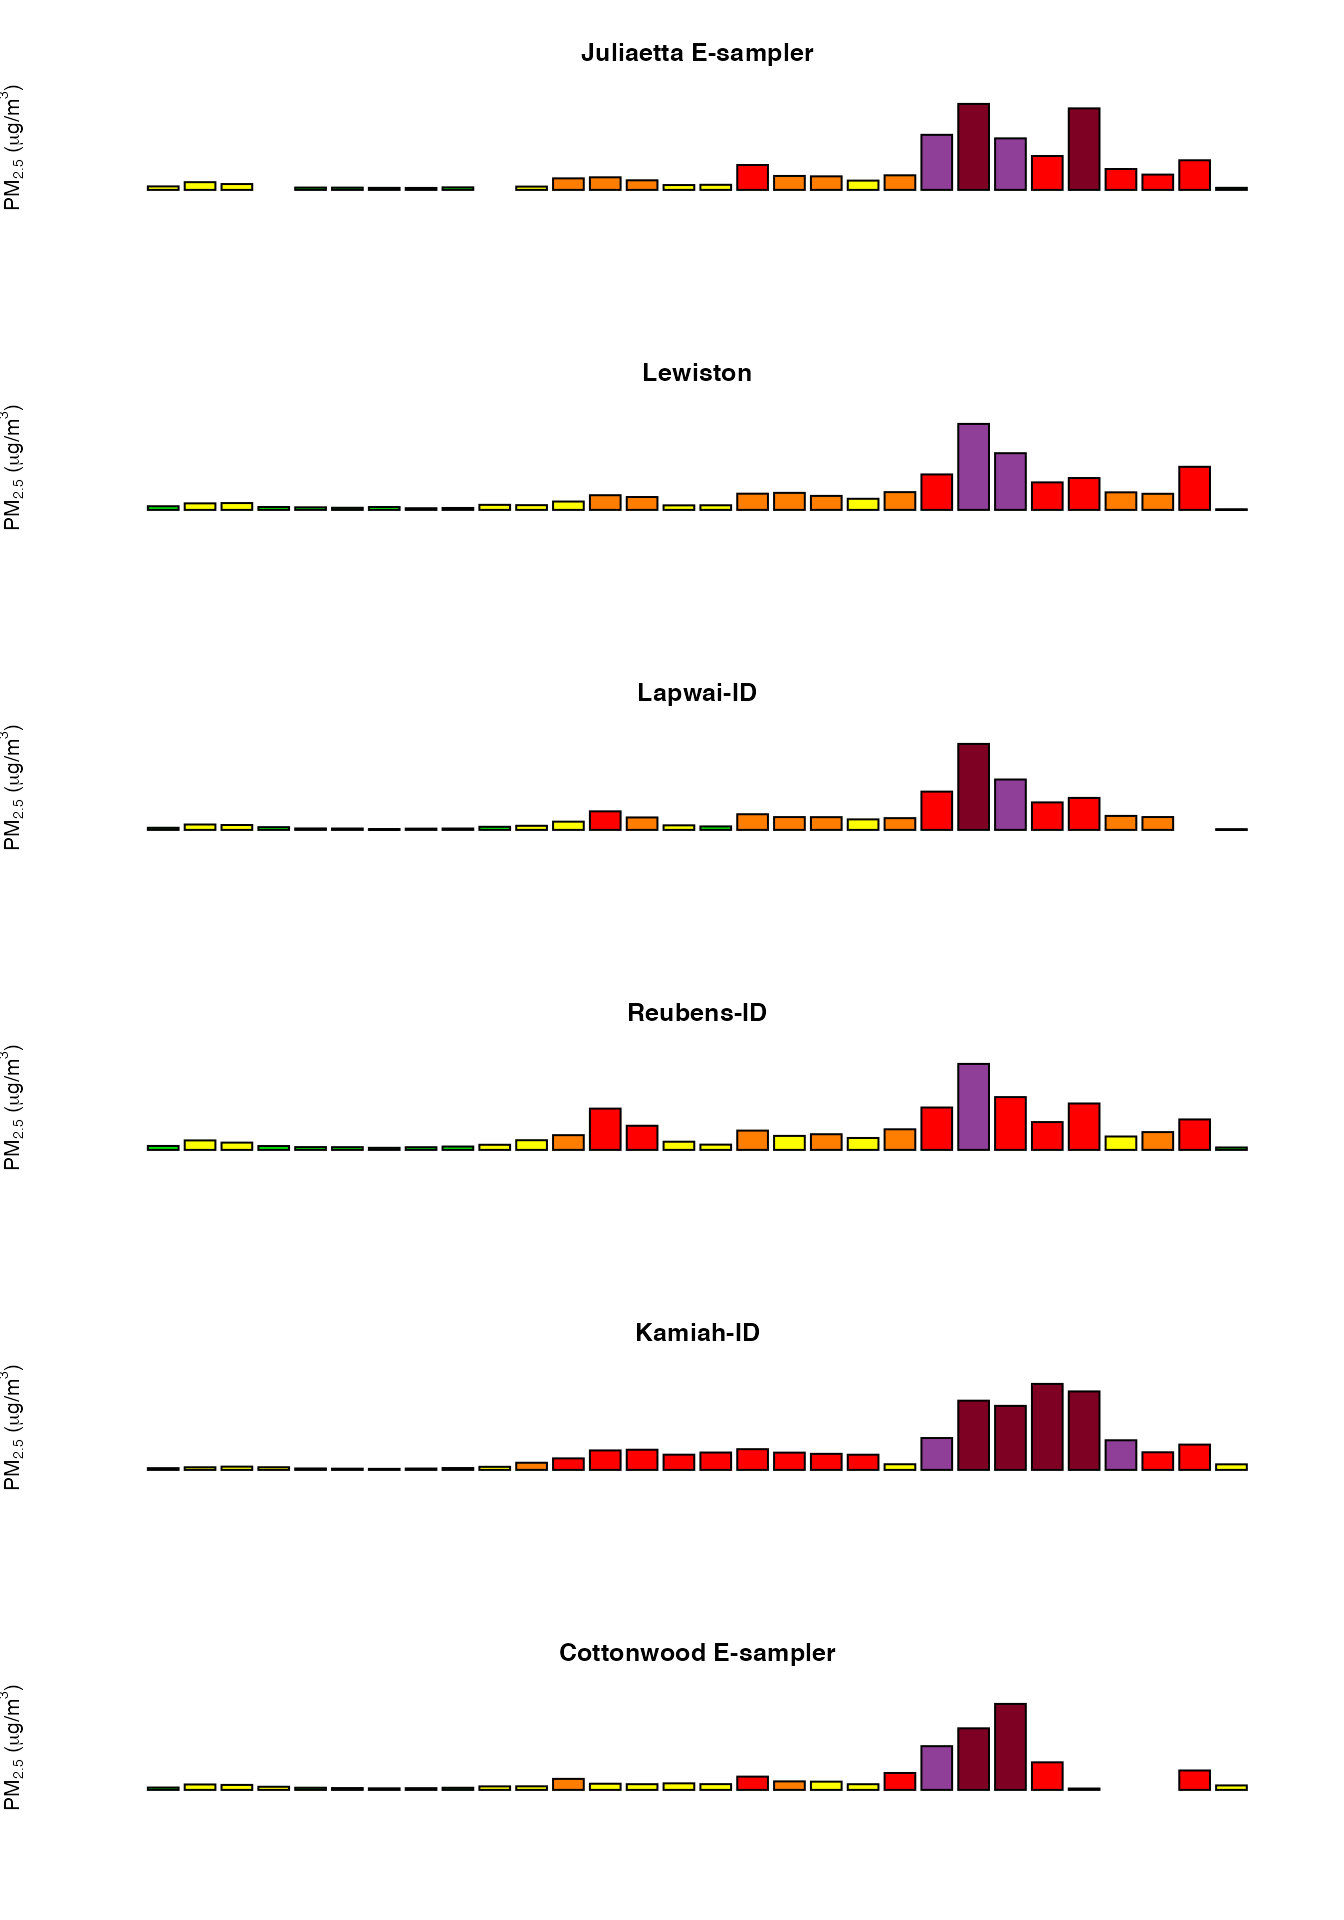 Juliaetta E-sampler
PM2.5 (μg/m3)
Lewiston
PM2.5 (μg/m3)
Lapwai-ID
PM2.5 (μg/m3)
Reubens-ID
PM2.5 (μg/m3)
Kamiah-ID
PM2.5 (μg/m3)
Cottonwood E-sampler
PM2.5 (μg/m3)